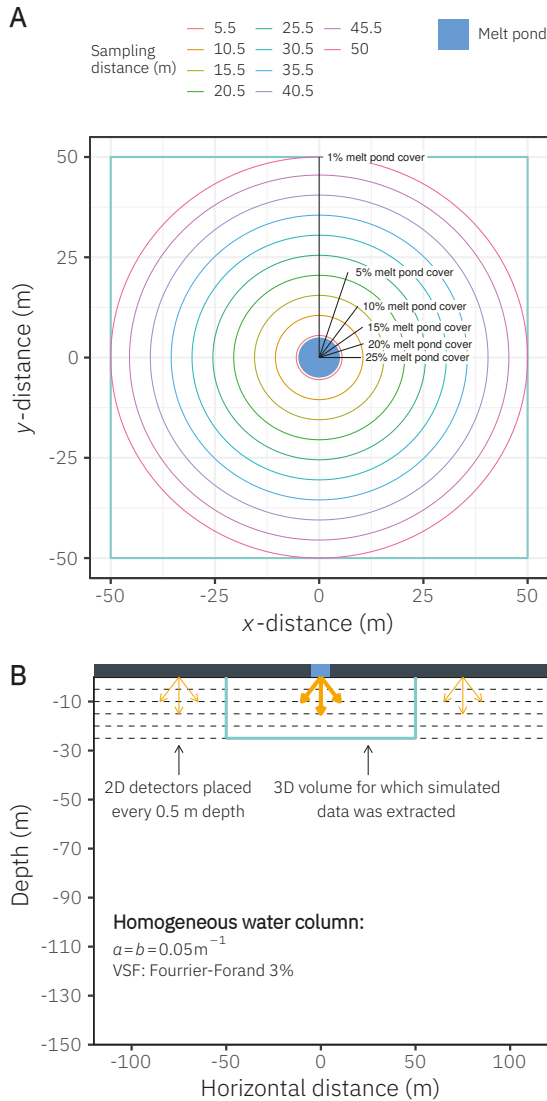 A
Sampling
distance (m)
5.5
10.5
15.5
20.5
25.5
30.5
35.5
40.5
45.5
50
Melt pond
50
25
0
-25
-50
y-distance (m)
1% melt pond cover
5% melt pond cover
10% melt pond cover
15% melt pond cover
20% melt pond cover
25% melt pond cover
-50
-25
0
25
50
x-distance (m)
B
-10
-30
-50
-70
-90
-110
-130
-150
Depth (m)
2D detectors placed
every 0.5 m depth
3D volume for which simulated
data was extracted
Homogeneous water column:
a=b=0.05m⁻¹
VSF: Fourrier-Forand 3%
-100
-50
0
50
100
Horizontal distance (m)